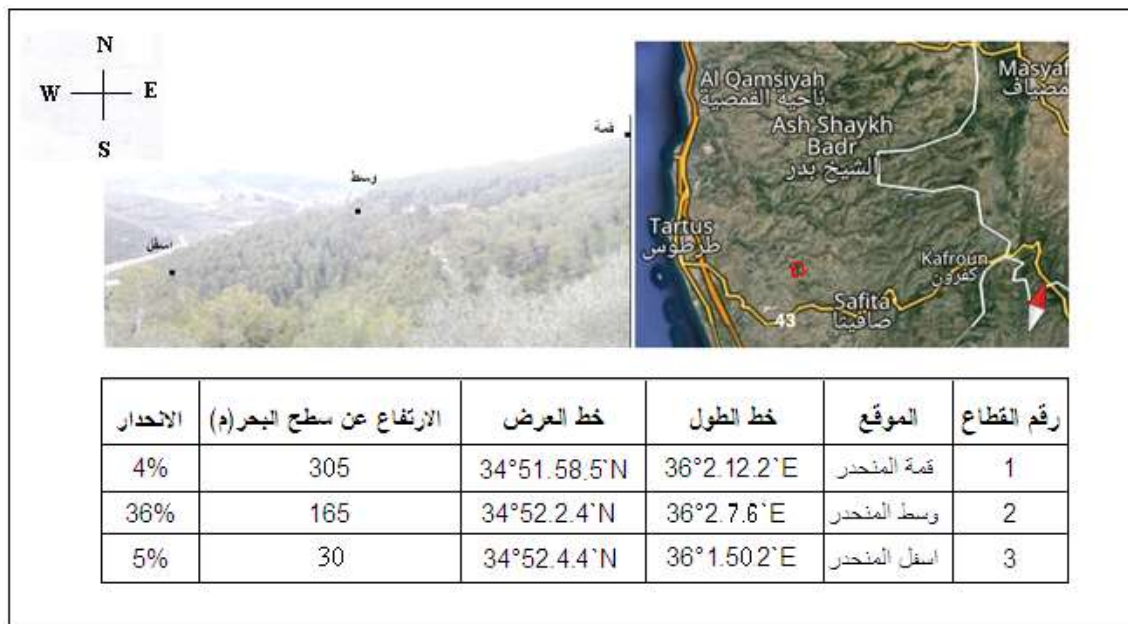 N
W E
S
قمة
وسط
اسفل
Al Qamsiyah
ناحية القمصية
Masyaf
مصياف
Ash Shaykh
Badr
الشيخ بدر
Tartus
طرطوس
Kafroun
كفرون
Safita
صافيتا
43
رقم القطاع الموقع خط الطول خط العرض الارتفاع عن سطح البحر(م) الانحدار
1 قمة المنحدر 36°2.12.2`E 34°51.58.5`N 305 4%
2 وسط المنحدر 36°2.7.6`E 34°52.2.4`N 165 36%
3 اسفل المنحدر 36°1.50.2`E 34°52.4.4`N 30 5%